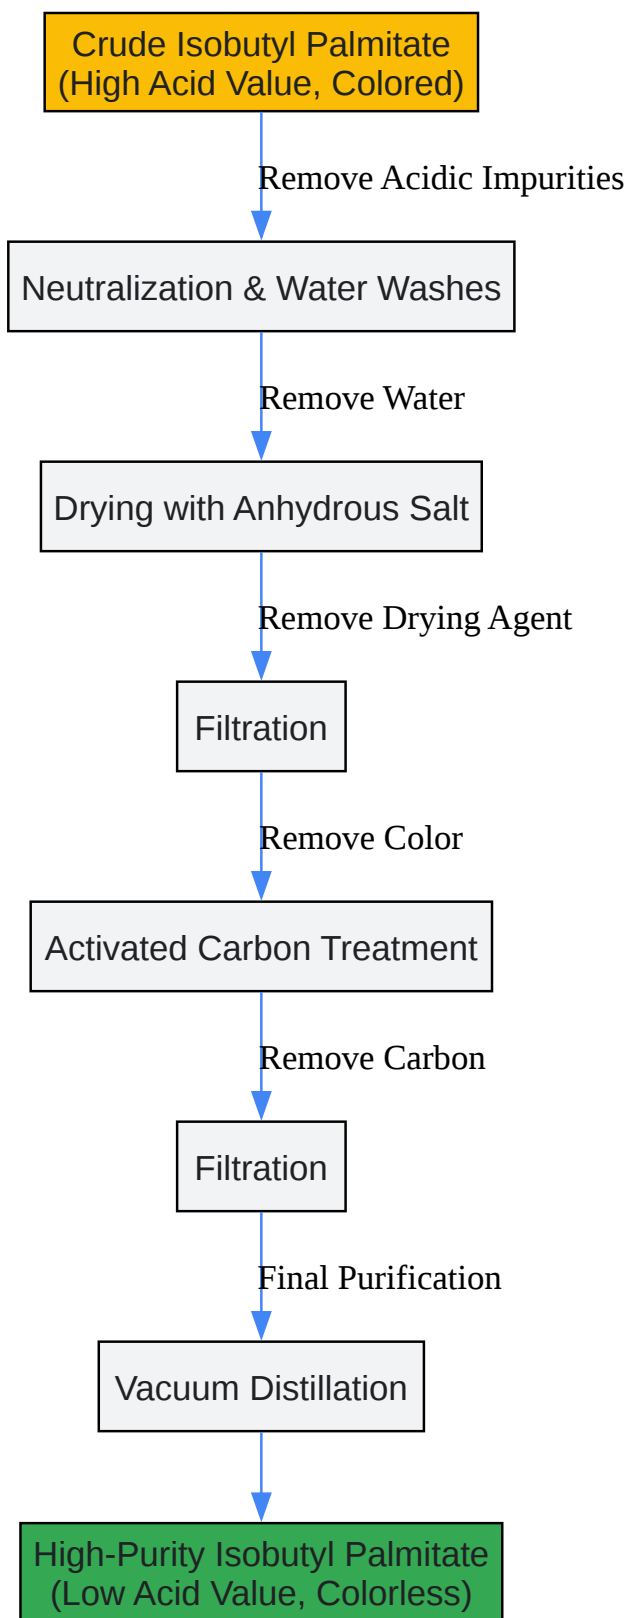 Crude Isobutyl Palmitate
(High Acid Value, Colored)
Remove Acidic Impurities
Neutralization & Water Washes
Remove Water
Drying with Anhydrous Salt
Remove Drying Agent
Filtration
Remove Color
Activated Carbon Treatment
Remove Carbon
Filtration
Final Purification
Vacuum Distillation
High-Purity Isobutyl Palmitate
(Low Acid Value, Colorless)